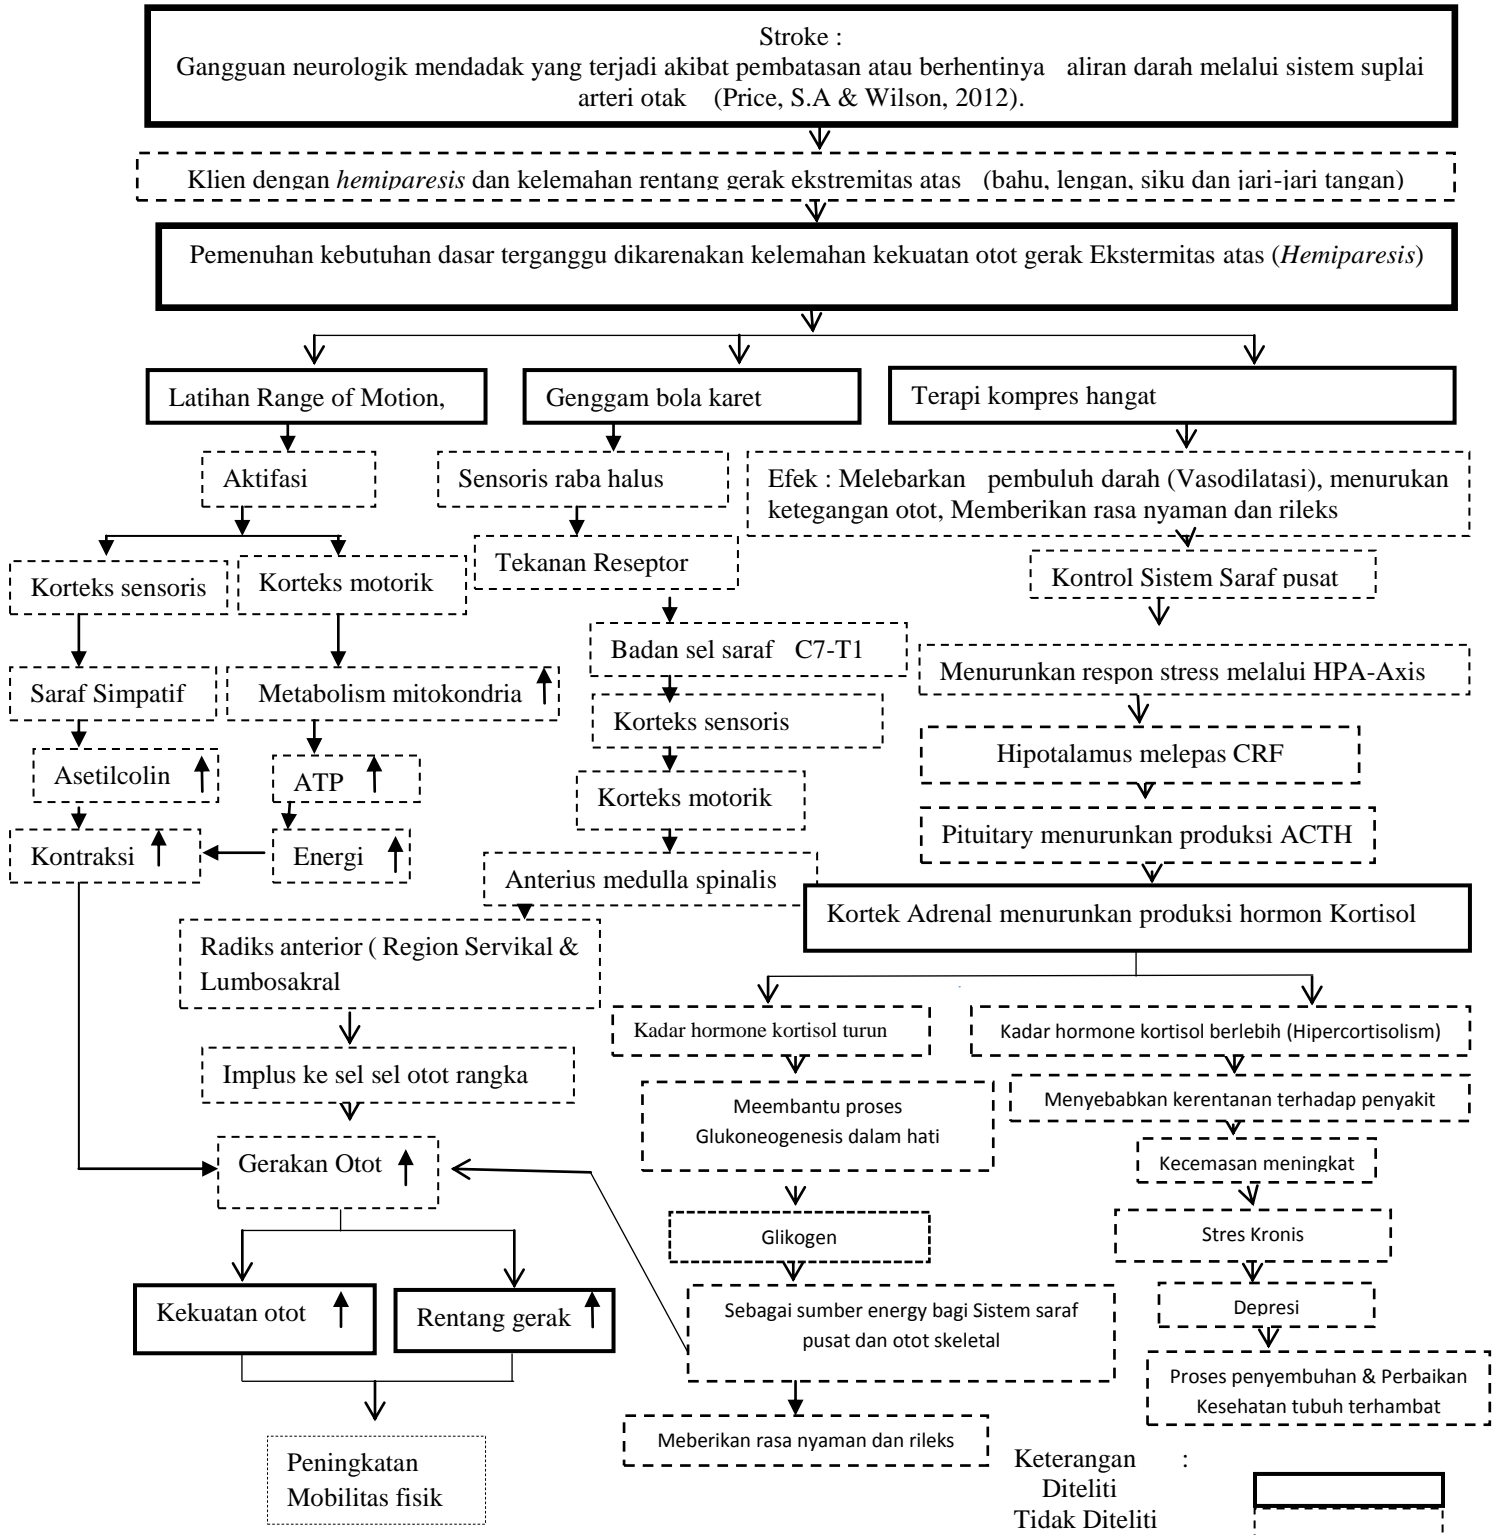 Stroke :
Gangguan neurologik mendadak yang terjadi akibat pembatasan atau berhentinya aliran darah melalui sistem suplai
arteri otak (Price, S.A & Wilson, 2012).
Klien dengan hemiparesis dan kelemahan rentang gerak ekstremitas atas (bahu, lengan, siku dan jari-jari tangan)
Pemenuhan kebutuhan dasar terganggu dikarenakan kelemahan kekuatan otot gerak Ekstermitas atas (Hemiparesis)
Latihan Range of Motion,
Genggam bola karet
Terapi kompres hangat
Aktifasi
Sensoris raba halus
Efek : Melebarkan pembuluh darah (Vasodilatasi), menurukan
ketegangan otot, Memberikan rasa nyaman dan rileks
Korteks sensoris
Korteks motorik
Tekanan Reseptor
Kontrol Sistem Saraf pusat
Badan sel saraf C7-T1
Saraf Simpatif
Metabolism mitokondria
Menurunkan respon stress melalui HPA-Axis
Korteks sensoris
Asetilcolin
ATP
Hipotalamus melepas CRF
Korteks motorik
Kontraksi
Energi
Pituitary menurunkan produksi ACTH
Anterius medulla spinalis
Kortek Adrenal menurunkan produksi hormon Kortisol
Radiks anterior ( Region Servikal &
Lumbosakral
Kadar hormone kortisol turun
Kadar hormone kortisol berlebih (Hipercortisolism)
Implus ke sel sel otot rangka
Meembantu proses
Glukoneogenesis dalam hati
Menyebabkan kerentanan terhadap penyakit
Gerakan Otot
Kecemasan meningkat
Glikogen
Stres Kronis
Kekuatan otot
Rentang gerak
Sebagai sumber energy bagi Sistem saraf
pusat dan otot skeletal
Depresi
Proses penyembuhan & Perbaikan
Kesehatan tubuh terhambat
Meberikan rasa nyaman dan rileks
Peningkatan
Mobilitas fisik
Keterangan :
Diteliti
Tidak Diteliti